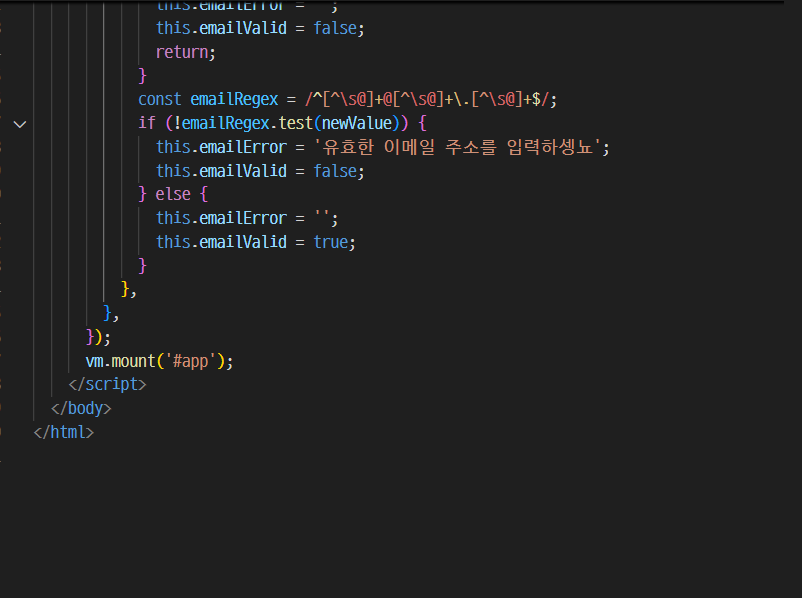 this.emailError = '';
this.emailValid = false;
return;
}
const emailRegex = /^[^\s@]+@[^\s@]+\.[^\s@]+$/;
if (!emailRegex.test(newValue)) {
this.emailError = '유효한 이메일 주소를 입력하셍뇨';
this.emailValid = false;
} else {
this.emailError = '';
this.emailValid = true;
}
},
},
});
vm.mount('#app');
</script>
</body>
</html>